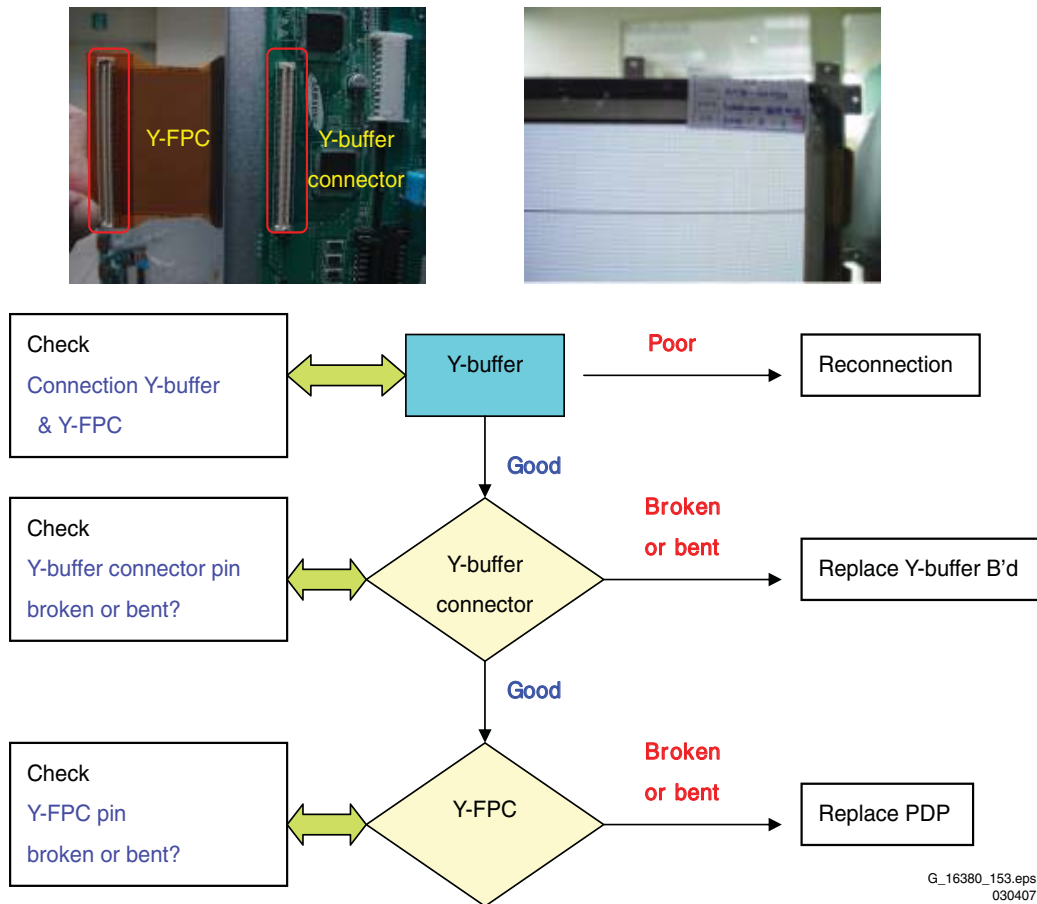 Y-FPC
Y-buffer
connector
Check
Connection Y-buffer
& Y-FPC
Y-buffer
Poor
Reconnection
Good
Check
Y-buffer connector pin
broken or bent?
Y-buffer
connector
Broken
or bent
Replace Y-buffer B'd
Good
Check
Y-FPC pin
broken or bent?
Y-FPC
Broken
or bent
Replace PDP
G_16380_153.eps
030407